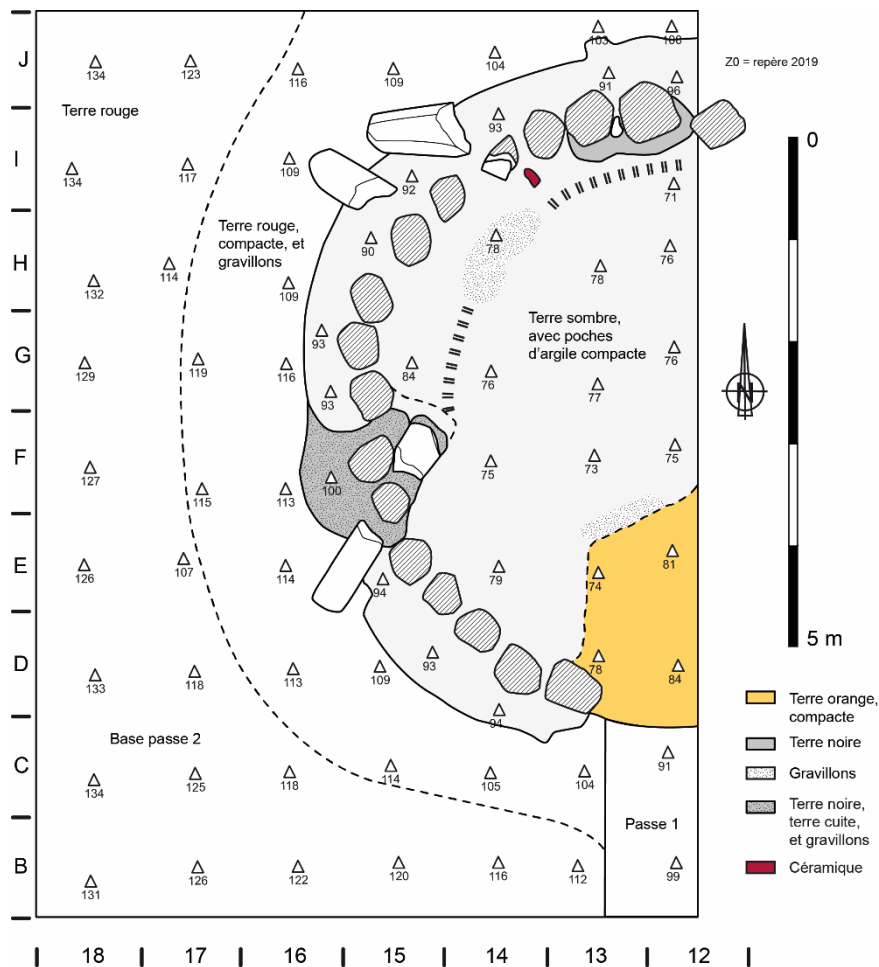 J
134
123
116
109
104
103
106
Z0 = repère 2019
91
96
Terre rouge
93
0
I
134
117
109
92
71
Terre rouge,
compacte, et
gravillons
H
132
114
109
90
78
78
76
Terre sombre,
avec poches
d'argile compacte
G
129
119
116
93
84
76
77
76
93
N
F
127
115
113
100
75
73
75
E
126
107
114
94
79
74
81
5 m
D
133
118
113
109
93
78
84
94
Terre orange,
compacte
Base passe 2
Terre noire
C
134
125
118
114
105
104
91
Gravillons
Terre noire,
terre cuite,
et gravillons
Passe 1
B
131
126
122
120
116
112
99
Céramique
18 17 16 15 14 13 12